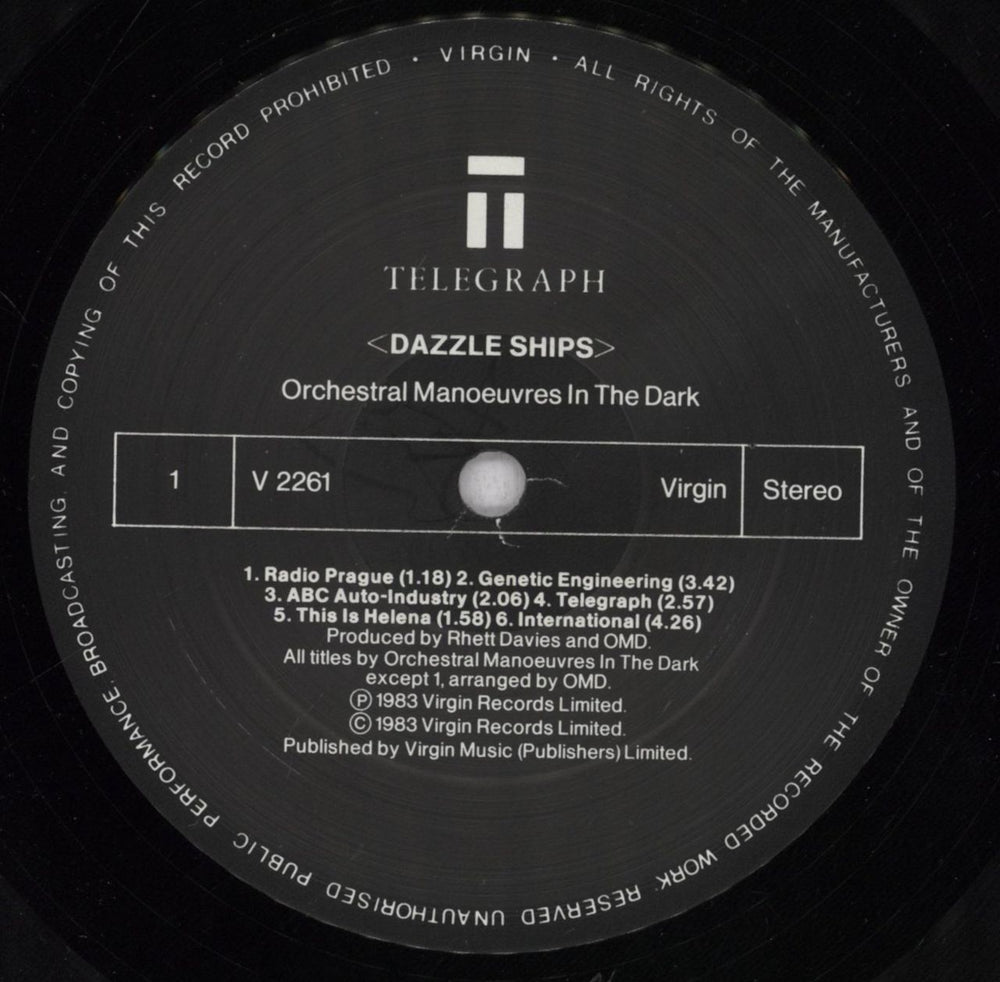 · VIRGIN · ALL RIGHTS OF THE MANUFACTURERS AND OF THE OWNER OF THE RECORDED WORK RESERVED UNAUTHORISED PUBLIC PERFORMANCE, BROADCASTING AND COPYING OF THIS RECORD PROHIBITED
TELEGRAPH
<DAZZLE SHIPS>
Orchestral Manoeuvres In The Dark
1 V 2261 Virgin Stereo
1. Radio Prague (1.18) 2. Genetic Engineering (3.42)
3. ABC Auto-Industry (2.06) 4. Telegraph (2.57)
5. This Is Helena (1.58) 6. International (4.26)
Produced by Rhett Davies and OMD.
All titles by Orchestral Manoeuvres In The Dark
except 1, arranged by OMD.
Ⓟ 1983 Virgin Records Limited.
© 1983 Virgin Records Limited.
Published by Virgin Music (Publishers) Limited.